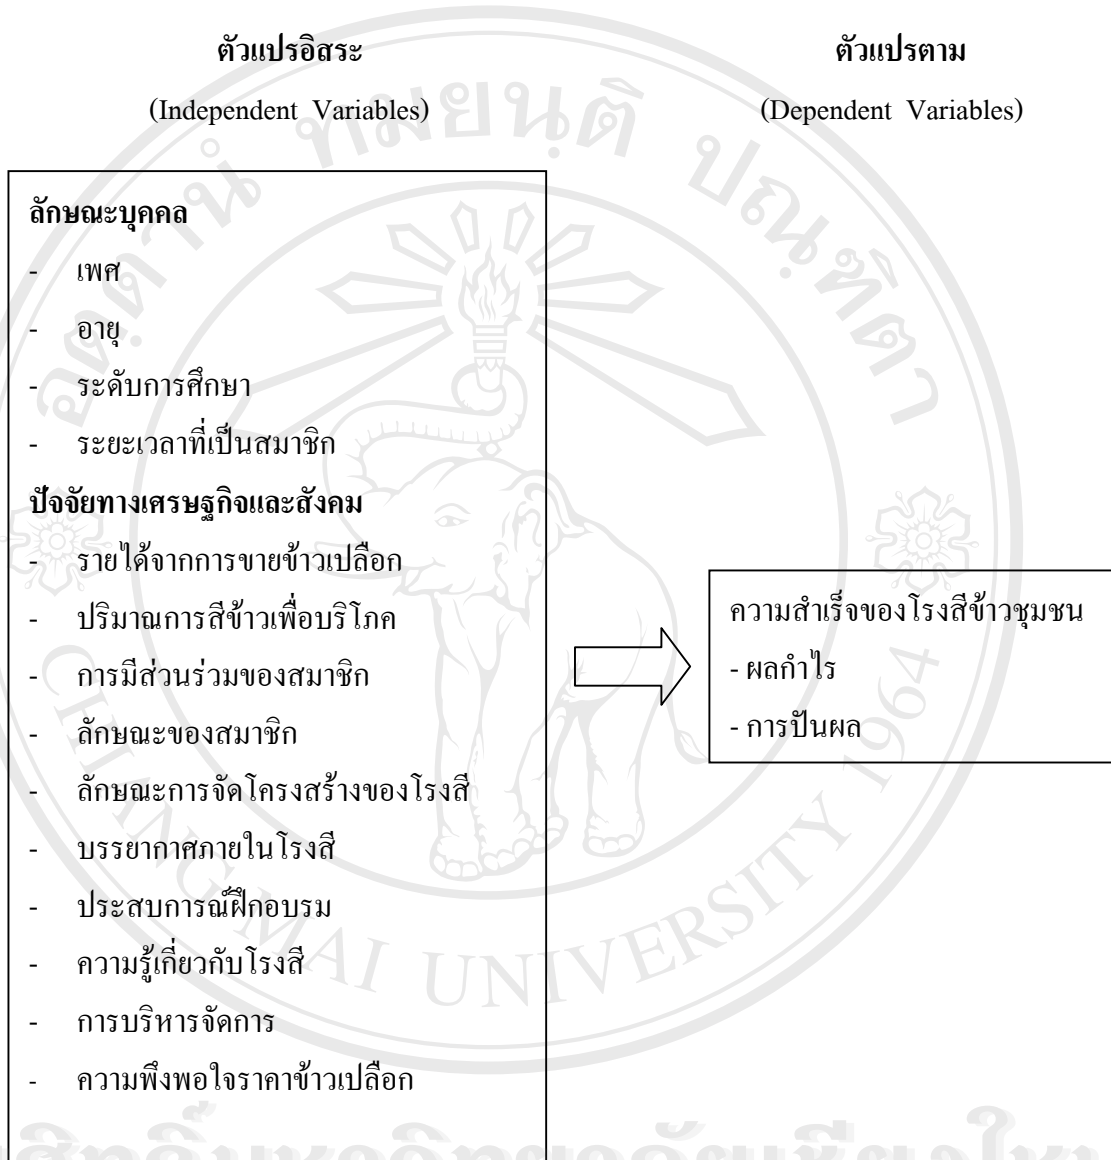 ตัวแปรอิสระ
(Independent Variables)
ลักษณะบุคคล
- เพศ
- อายุ
- ระดับการศึกษา
- ระยะเวลาที่เป็นสมาชิก
ปัจจัยทางเศรษฐกิจและสังคม
- รายได้จากการขายข้าวเปลือก
- ปริมาณการสีข้าวเพื่อบริโภค
- การมีส่วนร่วมของสมาชิก
- ลักษณะของสมาชิก
- ลักษณะการจัดโครงสร้างของโรงสี
- บรรยากาศภายในโรงสี
- ประสบการณ์ฝึกอบรม
- ความรู้เกี่ยวกับโรงสี
- การบริหารจัดการ
- ความพึงพอใจราคาข้าวเปลือก
ตัวแปรตาม
(Dependent Variables)
ความสำเร็จของโรงสีข้าวชุมชน
- ผลกำไร
- การปันผล
CHIANG MAI UNIVERSITY 1964